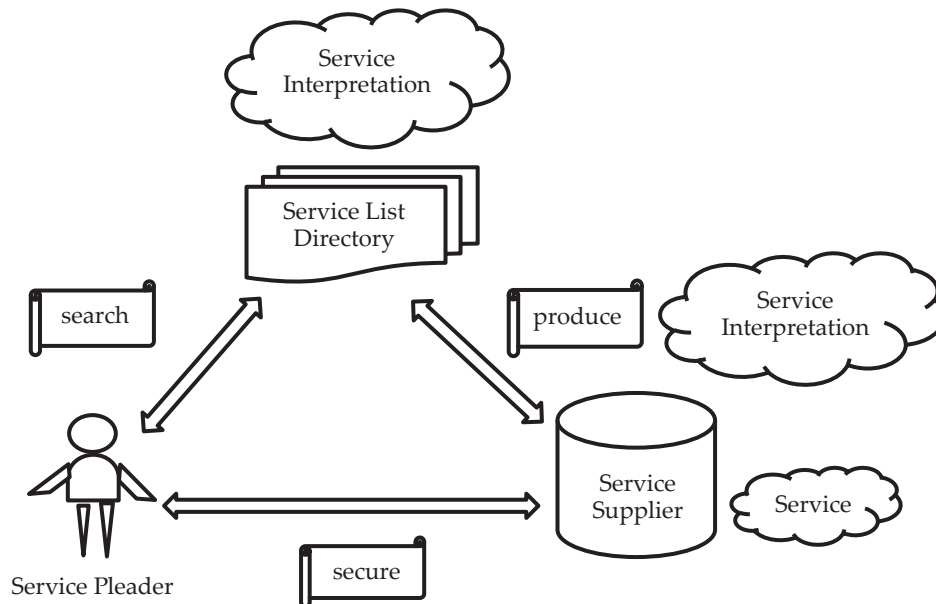 Service
Interpretation
Service List
Directory
search
produce
Service
Interpretation
Service
Supplier
Service
secure
Service Pleader